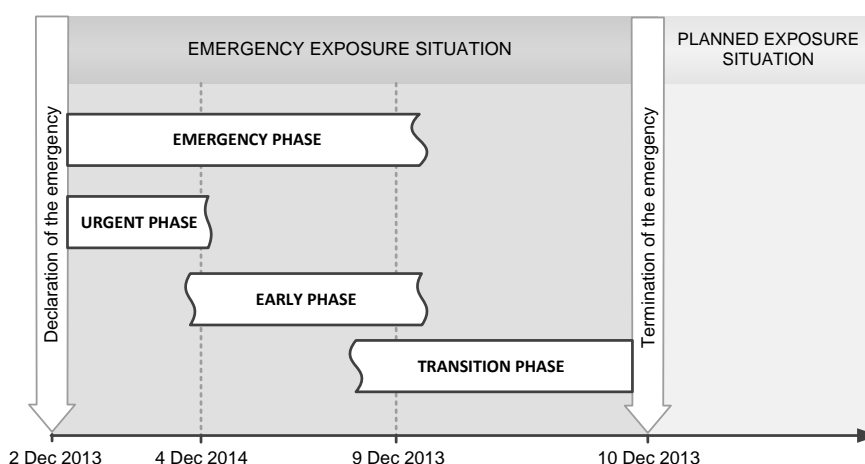 EMERGENCY EXPOSURE SITUATION
PLANNED EXPOSURE
SITUATION
Declaration of the emergency
Termination of the emergency
EMERGENCY PHASE
URGENT PHASE
EARLY PHASE
TRANSITION PHASE
2 Dec 2013
4 Dec 2014
9 Dec 2013
10 Dec 2013